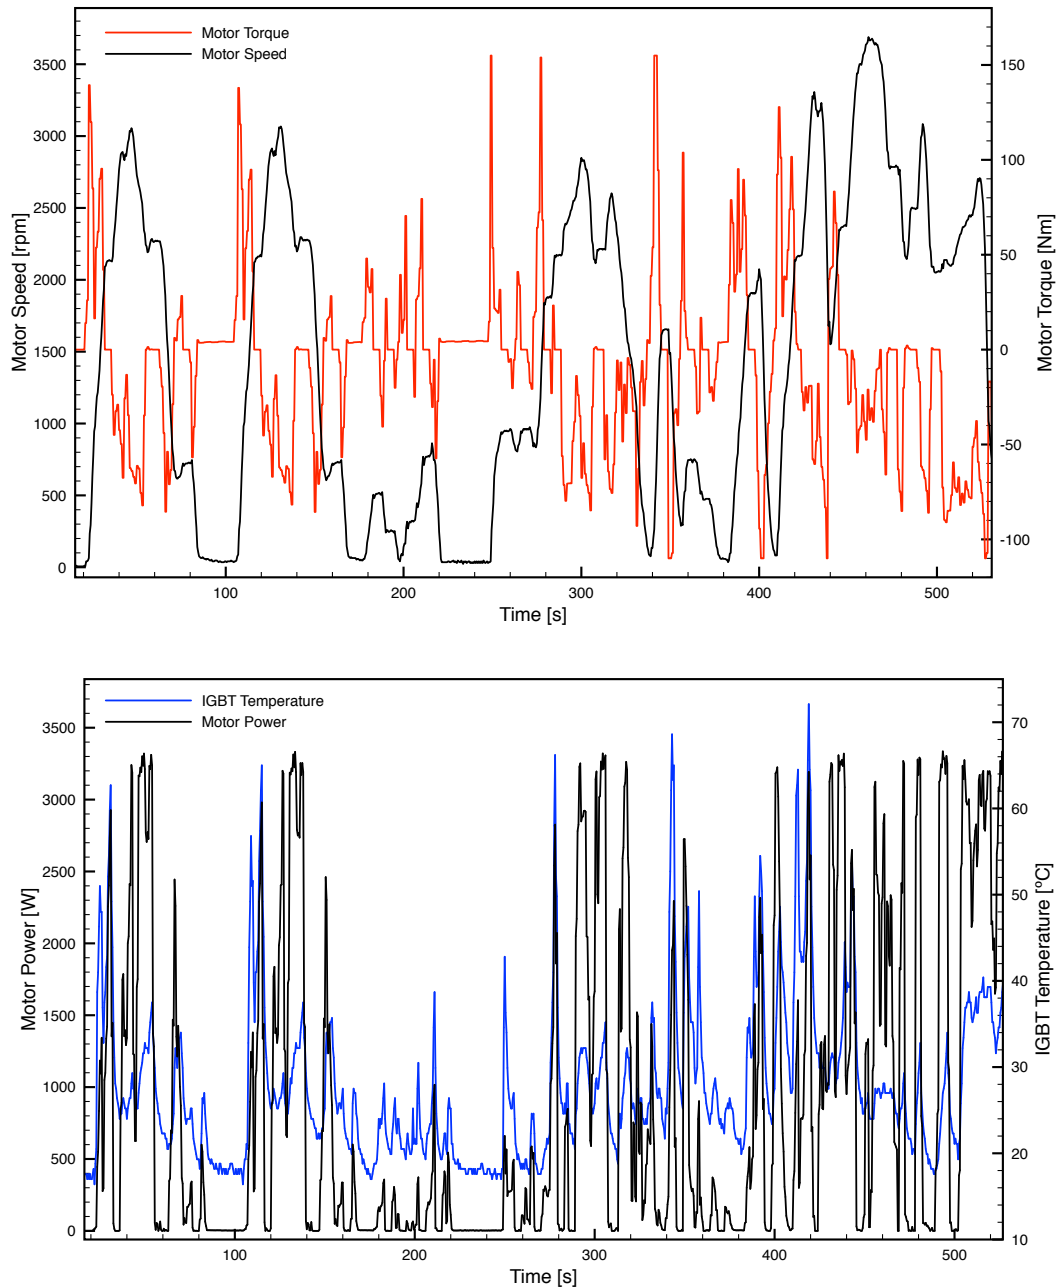 Motor Torque
Motor Speed
3500
3000
2500
2000
1500
1000
500
0
Motor Speed [rpm]
150
100
50
0
-50
-100
Motor Torque [Nm]
100 200 300 400 500
Time [s]
IGBT Temperature
Motor Power
3500
3000
2500
2000
1500
1000
500
0
Motor Power [W]
70
60
50
40
30
20
10
IGBT Temperature [ºC]
100 200 300 400 500
Time [s]